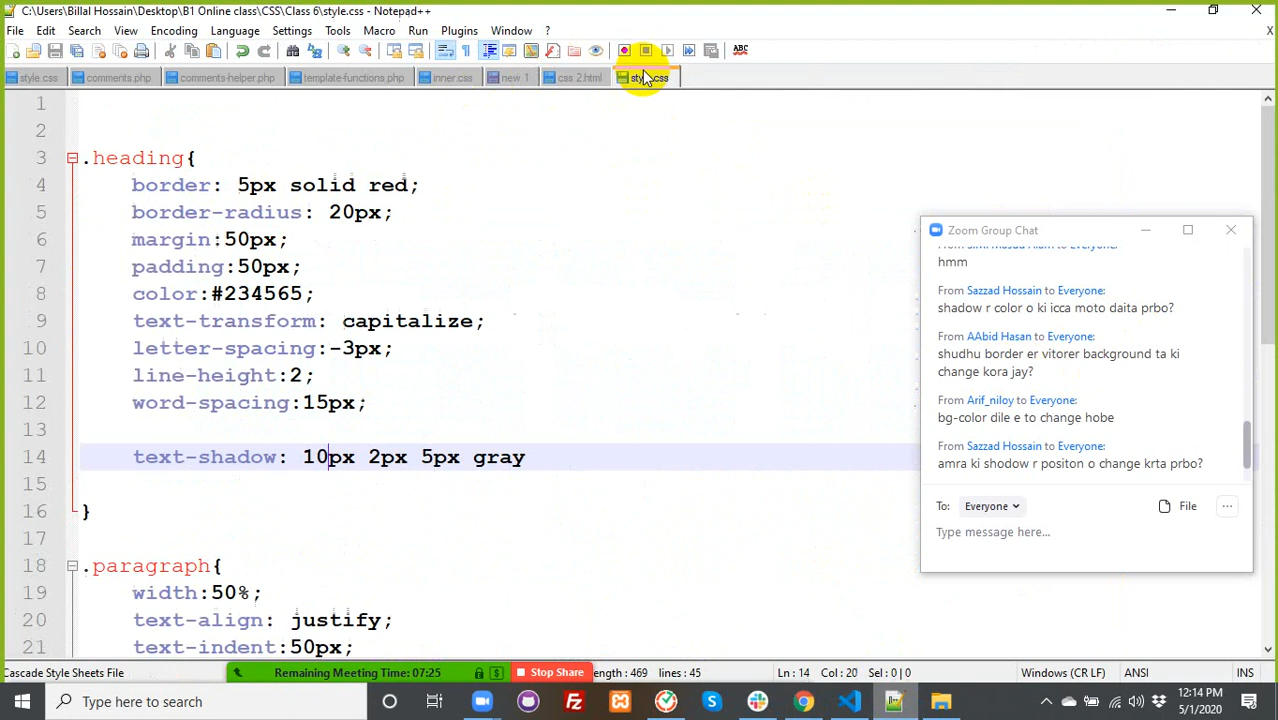 C:\Users\Billal Hossain\Desktop\B1 Online class\CSS\Class 6\style.css - Notepad++
File Edit Search View Encoding Language Settings Tools Macro Run Plugins Window ? X
style.css comments.php comments-helper.php template-functions.php inner.css new 1 css 2.html style.css
1
2
3 .heading{
4 border: 5px solid red;
5 border-radius: 20px;
6 margin:50px;
7 padding:50px;
8 color:#234565;
9 text-transform: capitalize;
10 letter-spacing:-3px;
11 line-height:2;
12 word-spacing:15px;
13
14 text-shadow: 10px 2px 5px gray
15
16 }
17
18 .paragraph{
19 width:50%;
20 text-align: justify;
21 text-indent:50px;
Zoom Group Chat
hmm
From Sazzad Hossain to Everyone:
shadow r color o ki icca moto daita prbo?
From AAbid Hasan to Everyone:
shudhu border er vitorer background ta ki
change kora jay?
From Arif_niloy to Everyone:
bg-color dile e to change hobe
From Sazzad Hossain to Everyone:
amra ki shodow r positon o change krta prbo?
To: Everyone File
Type message here...
Cascade Style Sheets File Remaining Meeting Time: 07:25 Stop Share length : 469 lines : 45 Ln : 14 Col : 20 Sel : 0 | 0 Windows (CR LF) ANSI INS
Type here to search
12:14 PM
5/1/2020